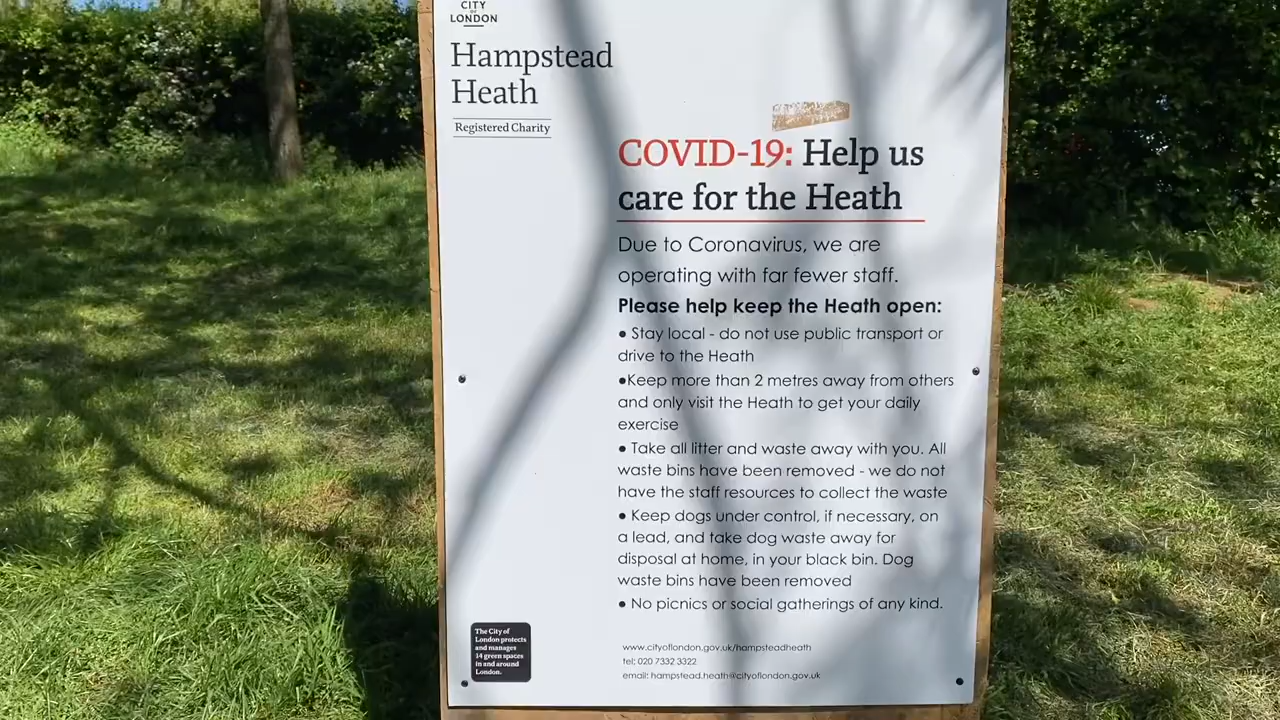 CITY
OF
LONDON
Hampstead
Heath
Registered Charity
COVID-19: Help us
care for the Heath
Due to Coronavirus, we are
operating with far fewer staff.
Please help keep the Heath open:
• Stay local - do not use public transport or
drive to the Heath
•Keep more than 2 metres away from others
and only visit the Heath to get your daily
exercise
• Take all litter and waste away with you. All
waste bins have been removed - we do not
have the staff resources to collect the waste
• Keep dogs under control, if necessary, on
a lead, and take dog waste away for
disposal at home, in your black bin. Dog
waste bins have been removed
• No picnics or social gatherings of any kind.
The City of
London protects
and manages
14 green spaces
in and around
London.
www.cityoflondon.gov.uk/hampsteadheath
tel: 020 7332 3322
email: hampstead.heath@cityoflondon.gov.uk